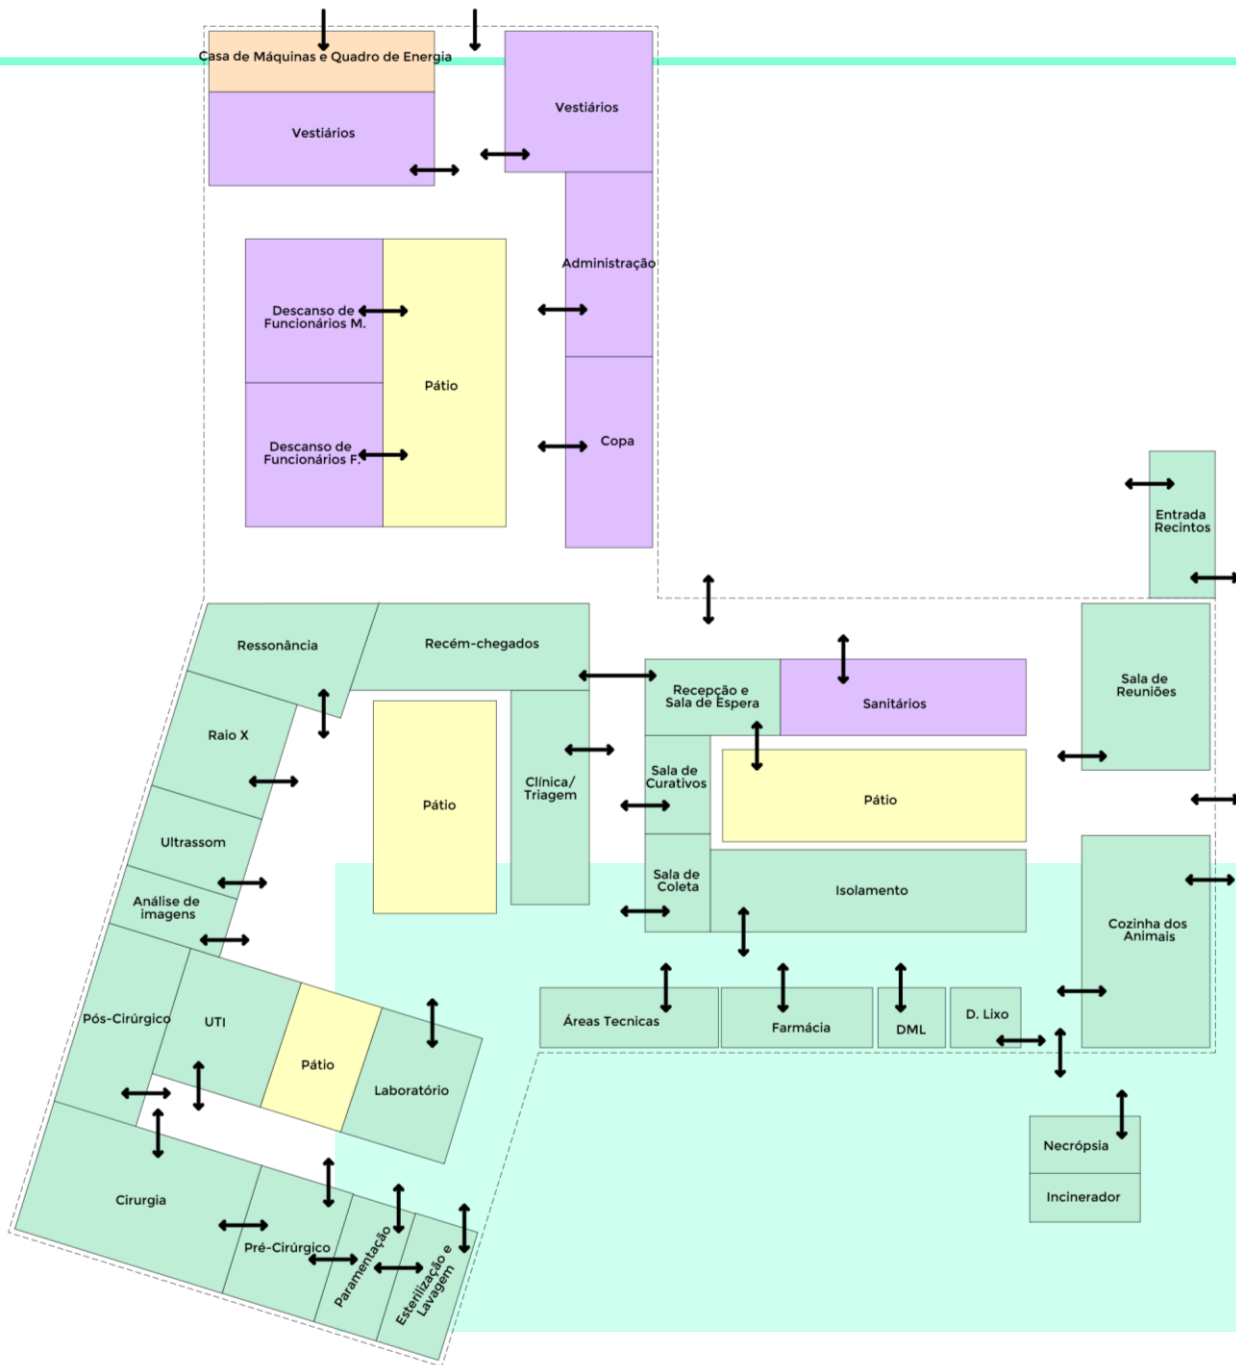 Casa de Máquinas e Quadro de Energia
Vestiários
Vestiários
Administração
Descanso de
Funcionários M.
Pátio
Descanso de
Funcionários F.
Copa
Entrada
Recintos
Ressonância
Recém-chegados
Recepção e
Sala de Espera
Sanitários
Sala de
Reuniões
Raio X
Clínica/
Triagem
Sala de
Curativos
Pátio
Pátio
Ultrassom
Análise de
imagens
Sala de
Coleta
Isolamento
Cozinha dos
Animais
Pós-Cirúrgico
UTI
Pátio
Laboratório
Áreas Tecnicas
Farmácia
DML
D. Lixo
Necrópsia
Incinerador
Cirurgia
Pré-Cirúrgico
Paramentação
Esterilização e
Lavagem